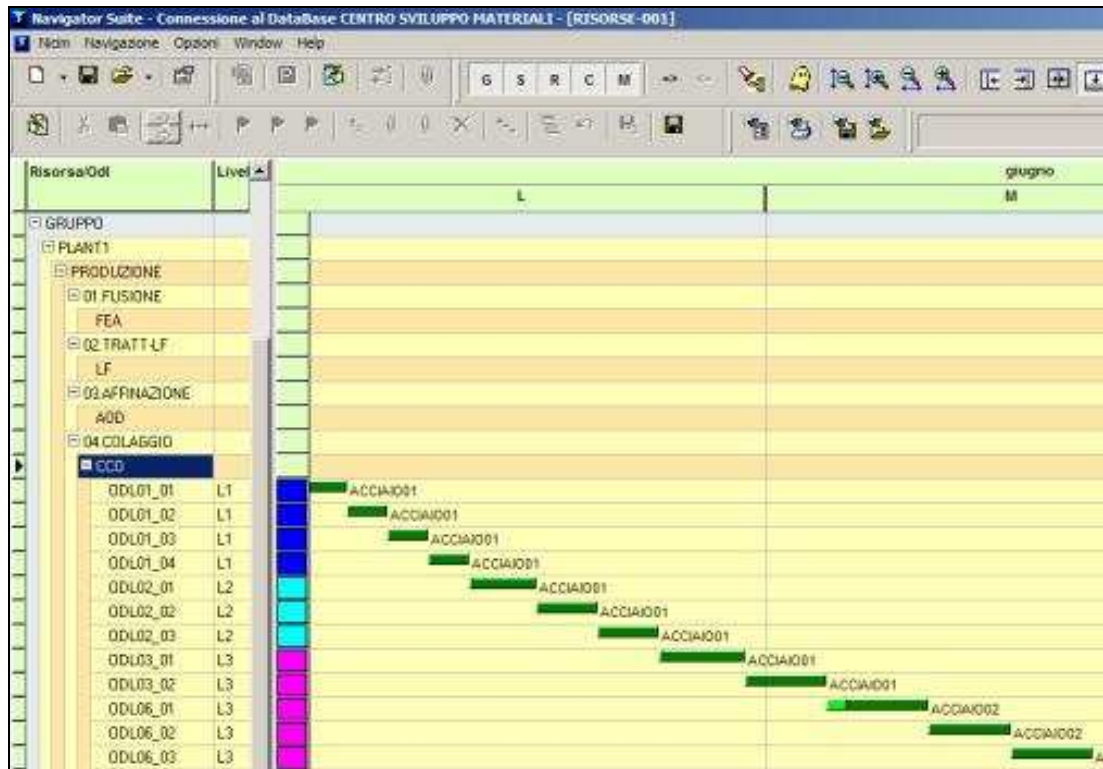 Navigator Suite - Connessione al DataBase CENTRO SVILUPPO MATERIALI - [RISORSE-001]
Nicim Navigazione Opzioni Window Help
G S R C M
Risorsa/Odl Livel giugno
L M
GRUPPO
PLANT1
PRODUZIONE
01.FUSIONE
FEA
02.TRATT-LF
LF
03.AFFINAZIONE
AOD
04.COLAGGIO
CCO
ODL01_01 L1 ACCIAIO01
ODL01_02 L1 ACCIAIO01
ODL01_03 L1 ACCIAIO01
ODL01_04 L1 ACCIAIO01
ODL02_01 L2 ACCIAIO01
ODL02_02 L2 ACCIAIO01
ODL02_03 L2 ACCIAIO01
ODL03_01 L3 ACCIAIO01
ODL03_02 L3 ACCIAIO01
ODL06_01 L3 ACCIAIO02
ODL06_02 L3 ACCIAIO02
ODL06_03 L3